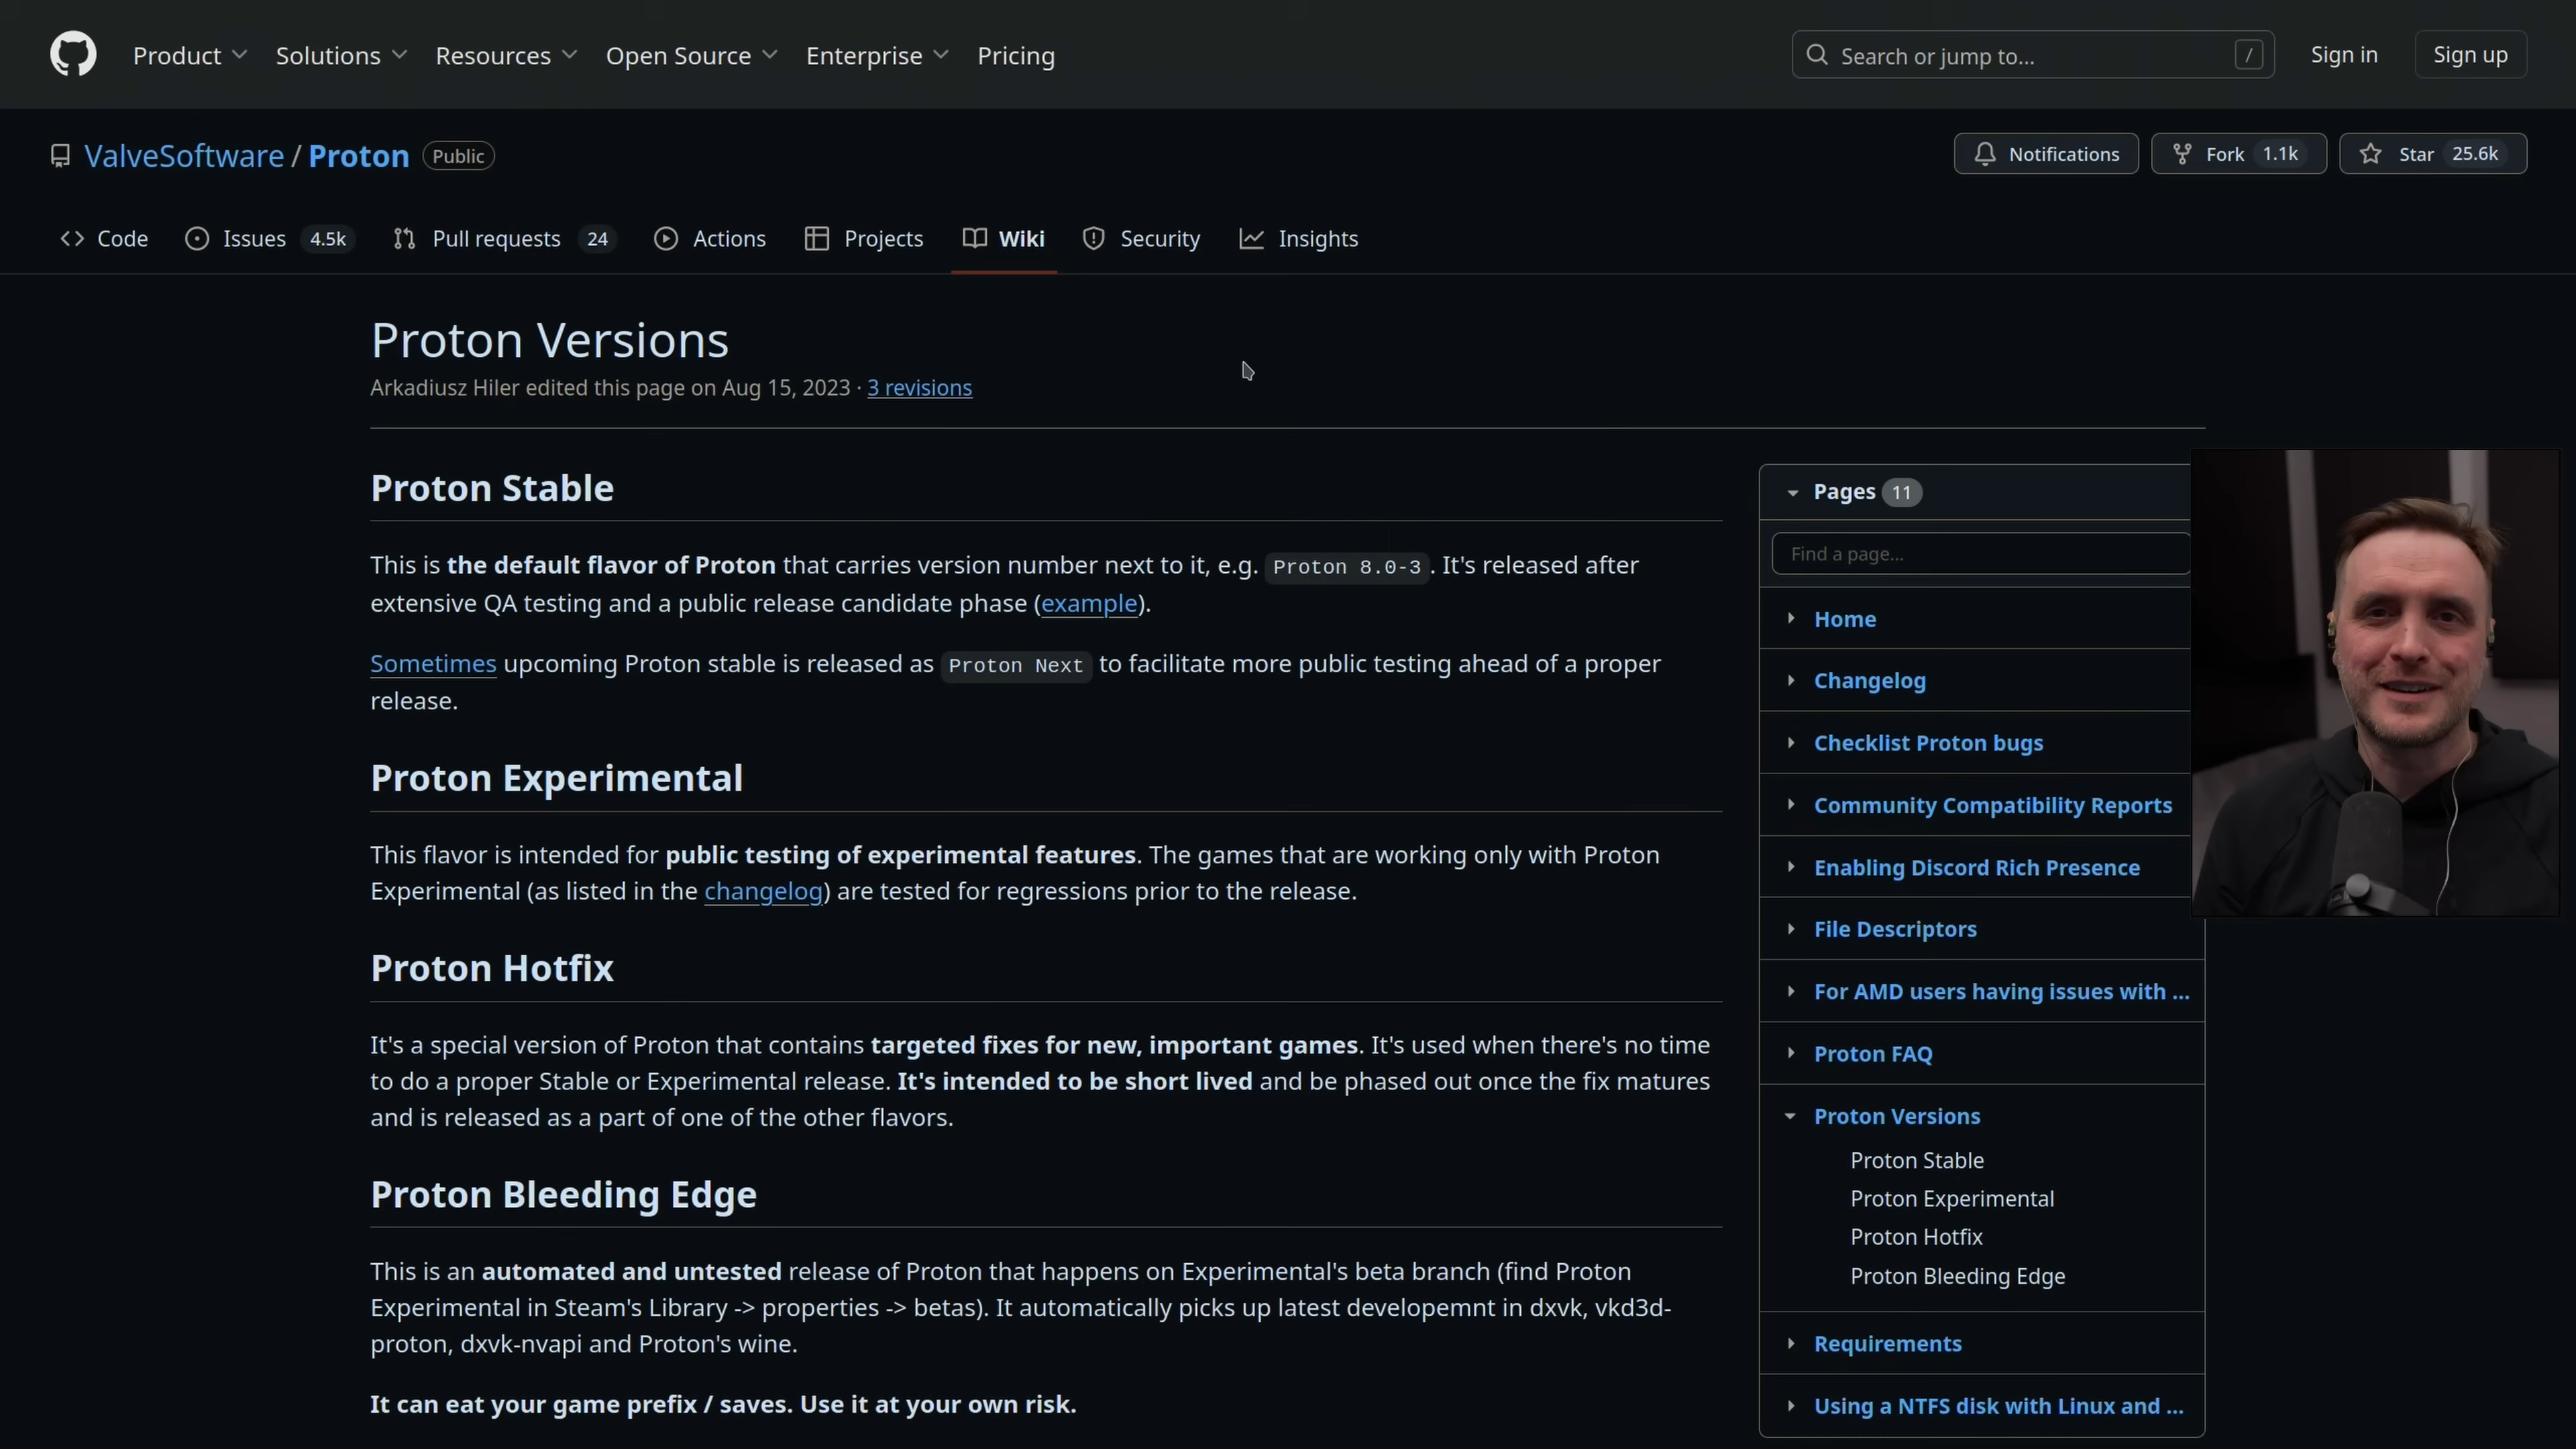 Product Solutions Resources Open Source Enterprise Pricing Search or jump to... / Sign in Sign up
ValveSoftware / Proton Public Notifications Fork 1.1k Star 25.6k
Code Issues 4.5k Pull requests 24 Actions Projects Wiki Security Insights
Proton Versions
Arkadiusz Hiler edited this page on Aug 15, 2023 · 3 revisions
Proton Stable
This is the default flavor of Proton that carries version number next to it, e.g. Proton 8.0-3. It's released after
extensive QA testing and a public release candidate phase (example).
Sometimes upcoming Proton stable is released as Proton Next to facilitate more public testing ahead of a proper
release.
Proton Experimental
This flavor is intended for public testing of experimental features. The games that are working only with Proton
Experimental (as listed in the changelog) are tested for regressions prior to the release.
Proton Hotfix
It's a special version of Proton that contains targeted fixes for new, important games. It's used when there's no time
to do a proper Stable or Experimental release. It's intended to be short lived and be phased out once the fix matures
and is released as a part of one of the other flavors.
Proton Bleeding Edge
This is an automated and untested release of Proton that happens on Experimental's beta branch (find Proton
Experimental in Steam's Library -> properties -> betas). It automatically picks up latest developemnt in dxvk, vkd3d-
proton, dxvk-nvapi and Proton's wine.
It can eat your game prefix / saves. Use it at your own risk.
Pages 11
Find a page...
Home
Changelog
Checklist Proton bugs
Community Compatibility Reports
Enabling Discord Rich Presence
File Descriptors
For AMD users having issues with ...
Proton FAQ
Proton Versions
Proton Stable
Proton Experimental
Proton Hotfix
Proton Bleeding Edge
Requirements
Using a NTFS disk with Linux and ...